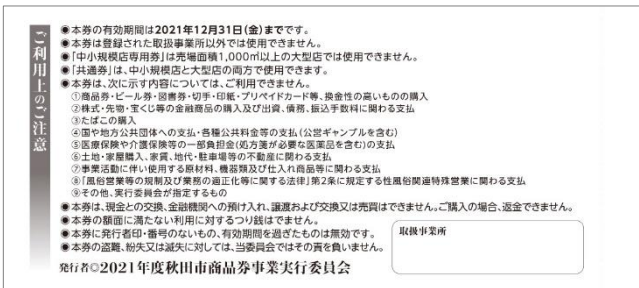 ご利用上のご注意
●本券の有効期間は2021年12月31日(金)までです。
●本券は登録された取扱事業所以外では使用できません。
●「中小規模店専用券」は売場面積1,000㎡以上の大型店では使用できません。
●「共通券」は、中小規模店と大型店の両方で使用できます。
●本券は、次に示す内容については、ご利用できません。
①商品券・ビール券・図書券・切手・印紙・プリペイドカード等、換金性の高いものの購入
②株式・先物・宝くじ等の金融商品の購入及び出資、債務、振込手数料に関わる支払
③たばこの購入
④国や地方公共団体への支払・各種公共料金等の支払(公営ギャンブルを含む)
⑤医療保険や介護保険等の一部負担金(処方箋が必要な医薬品を含む)の支払
⑥土地・家屋購入、家賃、地代・駐車場等の不動産に関わる支払
⑦事業活動に伴い使用する原材料、機器類及び仕入れ商品等に関わる支払
⑧「風俗営業等の規制及び業務の適正化等に関する法律」第2条に規定する性風俗関連特殊営業に関わる支払
⑨その他、実行委員会が指定するもの
●本券は、現金との交換、金融機関への預け入れ、譲渡および交換又は売買はできません。ご購入の場合、返金できません。
●本券の額面に満たない利用に対するつり銭はでません。
●本券に発行者印・番号のないもの、有効期間を過ぎたものは無効です。
●本券の盗難、紛失又は滅失に対しては、当委員会ではその責を負いません。
取扱事業所
発行者©2021年度秋田市商品券事業実行委員会